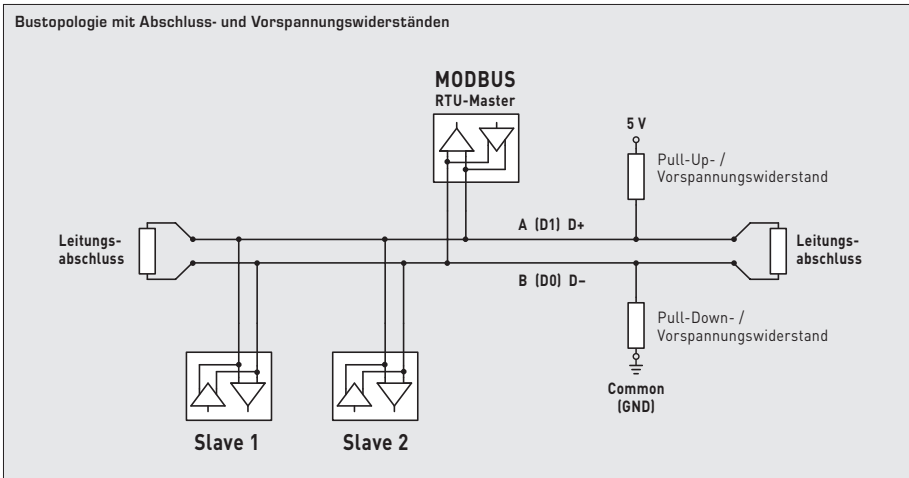 Bustopologie mit Abschluss- und Vorspannungswiderständen
MODBUS
RTU-Master
5 V
Pull-Up- /
Vorspannungswiderstand
A (D1) D+
Leitungs-
abschluss
Leitungs-
abschluss
B (D0) D–
Pull-Down- /
Vorspannungswiderstand
Common
(GND)
Slave 1
Slave 2